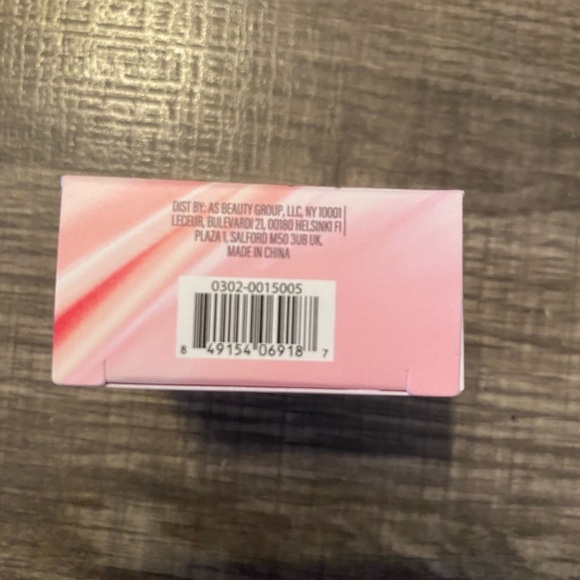 DIST BY: AS BEAUTY GROUP, LLC, NY 10001
LECEUR, BULEVARDI 21, 00180 HELSINKI FI
PLAZA 1, SALFORD M50 3UB UK.
MADE IN CHINA
0302-0015005
8 49154 06918 7